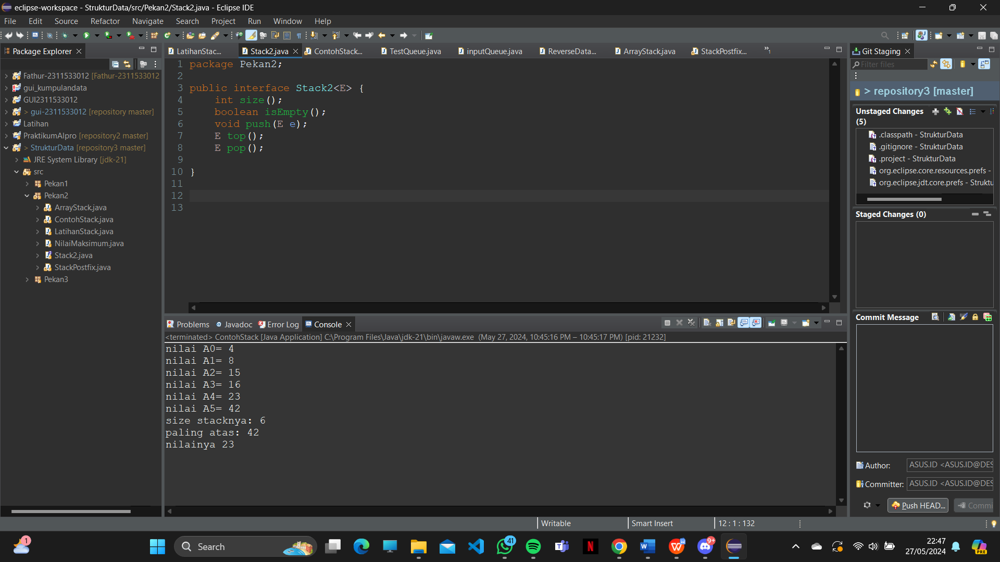 eclipse-workspace - StrukturData/src/Pekan2/Stack2.java - Eclipse IDE
File Edit Source Refactor Navigate Search Project Run Window Help
Package Explorer
Fathur-2311533012 [Fathur-2311533012
gui_kumpulandata
GUI2311533012
> gui-2311533012 [repository master]
Latihan
PraktikumAlpro [repository2 master]
> StrukturData [repository3 master]
JRE System Library [jdk-21]
src
Pekan1
Pekan2
ArrayStack.java
ContohStack.java
LatihanStack.java
NilaiMaksimum.java
Stack2.java
StackPostfix.java
Pekan3
LatihanStac... Stack2.java ContohStack... TestQueue.java inputQueue.java ReverseData... ArrayStack.java StackPostfix... »1
1 package Pekan2;
2
3 public interface Stack2<E> {
4 int size();
5 boolean isEmpty();
6 void push(E e);
7 E top();
8 E pop();
9
10 }
11
12
13
Problems Javadoc Error Log Console
<terminated> ContohStack [Java Application] C:\Program Files\Java\jdk-21\bin\javaw.exe (May 27, 2024, 10:45:16 PM – 10:45:17 PM) [pid: 21232]
nilai A0= 4
nilai A1= 8
nilai A2= 15
nilai A3= 16
nilai A4= 23
nilai A5= 42
size stacknya: 6
paling atas: 42
nilainya 23
Git Staging
Filter files
> repository3 [master]
Unstaged Changes
(5)
.classpath - StrukturData
.gitignore - StrukturData
.project - StrukturData
org.eclipse.core.resources.prefs -
org.eclipse.jdt.core.prefs - Struktu
Staged Changes (0)
Commit Message
Author: ASUS.ID <ASUS.ID@DES
Committer: ASUS.ID <ASUS.ID@DES
Push HEAD... Commi
Writable Smart Insert 12 : 1 : 132
1
Search
41
9+
PRE
22:47
27/05/2024